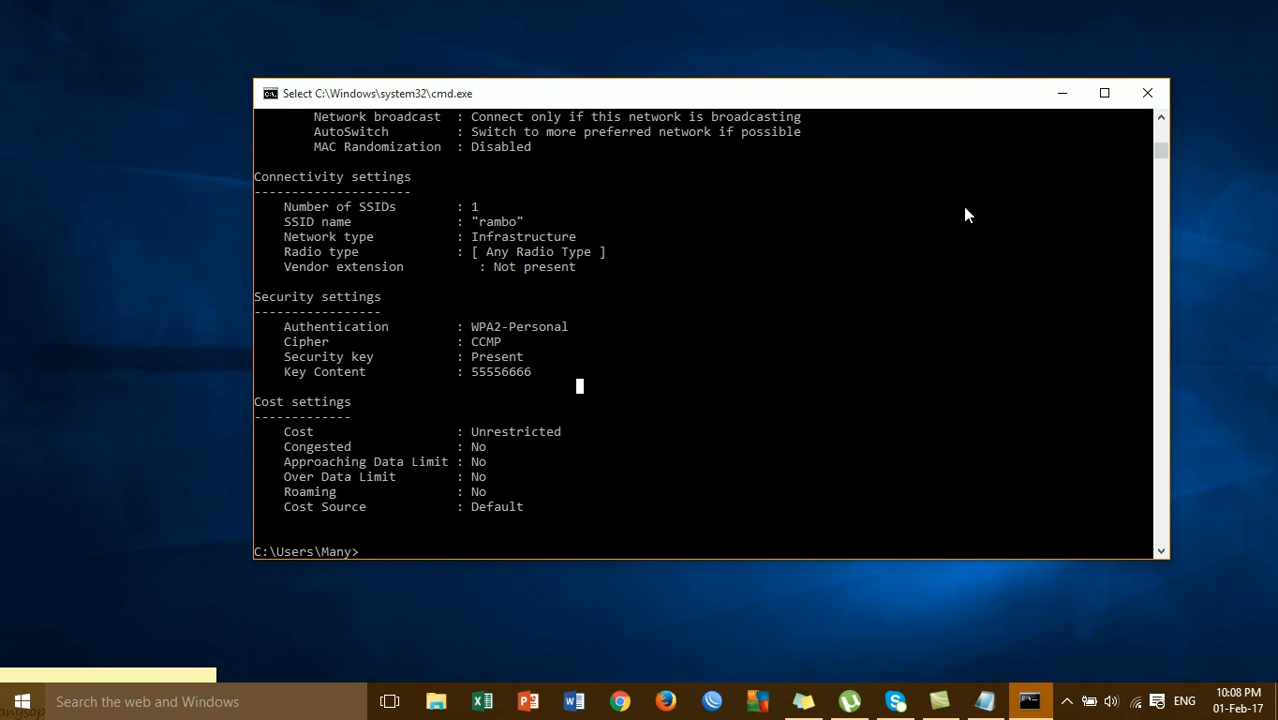 Select C:\Windows\system32\cmd.exe
Network broadcast : Connect only if this network is broadcasting
AutoSwitch : Switch to more preferred network if possible
MAC Randomization : Disabled
Connectivity settings
---------------------
Number of SSIDs : 1
SSID name : "rambo"
Network type : Infrastructure
Radio type : [ Any Radio Type ]
Vendor extension : Not present
Security settings
-----------------
Authentication : WPA2-Personal
Cipher : CCMP
Security key : Present
Key Content : 55556666
Cost settings
-------------
Cost : Unrestricted
Congested : No
Approaching Data Limit : No
Over Data Limit : No
Roaming : No
Cost Source : Default
C:\Users\Many>
Search the web and Windows
ENG
10:08 PM
01-Feb-17